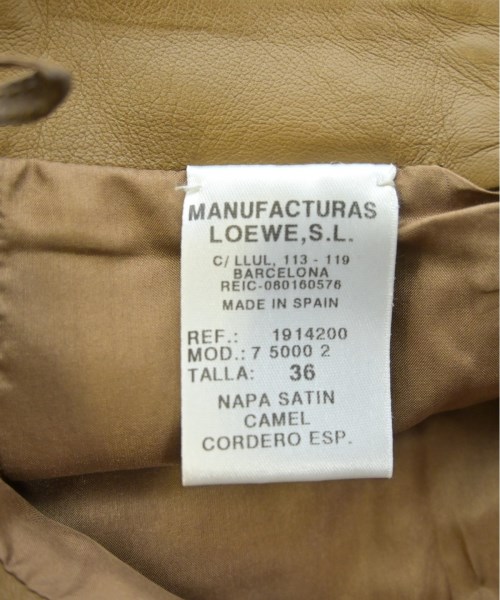 MANUFACTURAS
LOEWE,S.L.
C/ LLUL, 113 - 119
BARCELONA
REIC-080160576
MADE IN SPAIN
REF.: 1914200
MOD.: 7 5000 2
TALLA: 36
NAPA SATIN
CAMEL
CORDERO ESP.